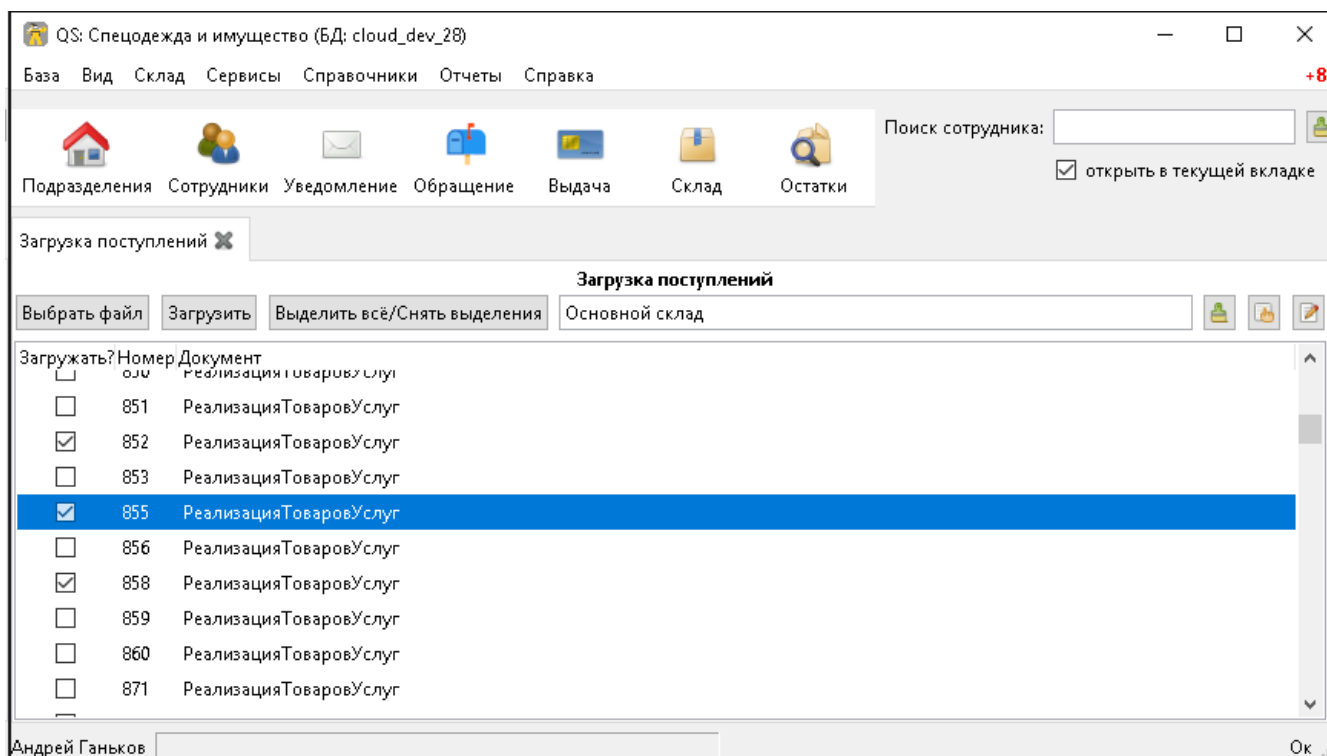 QS: Спецодежда и имущество (БД: cloud_dev_28)
База Вид Склад Сервисы Справочники Отчеты Справка +8
Подразделения Сотрудники Уведомление Обращение Выдача Склад Остатки
Поиск сотрудника:
открыть в текущей вкладке
Загрузка поступлений
Загрузка поступлений
Выбрать файл Загрузить Выделить всё/Снять выделения Основной склад
Загружать? Номер Документ
850 РеализацияТоваровУслуг
851 РеализацияТоваровУслуг
852 РеализацияТоваровУслуг
853 РеализацияТоваровУслуг
855 РеализацияТоваровУслуг
856 РеализацияТоваровУслуг
858 РеализацияТоваровУслуг
859 РеализацияТоваровУслуг
860 РеализацияТоваровУслуг
871 РеализацияТоваровУслуг
Андрей Ганьков Ок